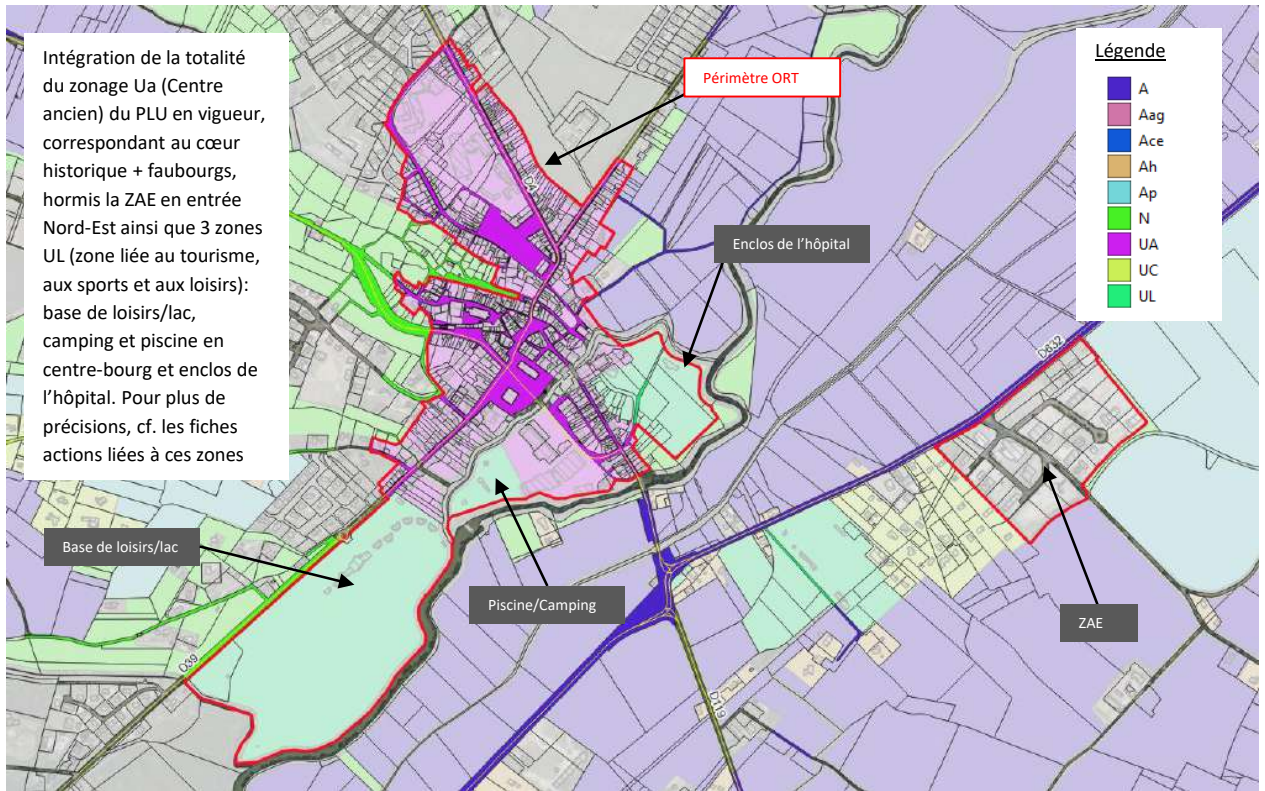 Intégration de la totalité
du zonage Ua (Centre
ancien) du PLU en vigueur,
correspondant au cœur
historique + faubourgs,
hormis la ZAE en entrée
Nord-Est ainsi que 3 zones
UL (zone liée au tourisme,
aux sports et aux loisirs):
base de loisirs/lac,
camping et piscine en
centre-bourg et enclos de
l’hôpital. Pour plus de
précisions, cf. les fiches
actions liées à ces zones
Périmètre ORT
Légende
A
Aag
Ace
Ah
Ap
N
UA
UC
UL
Enclos de l’hôpital
D632
Base de loisirs/lac
Piscine/Camping
ZAE
D39
D119